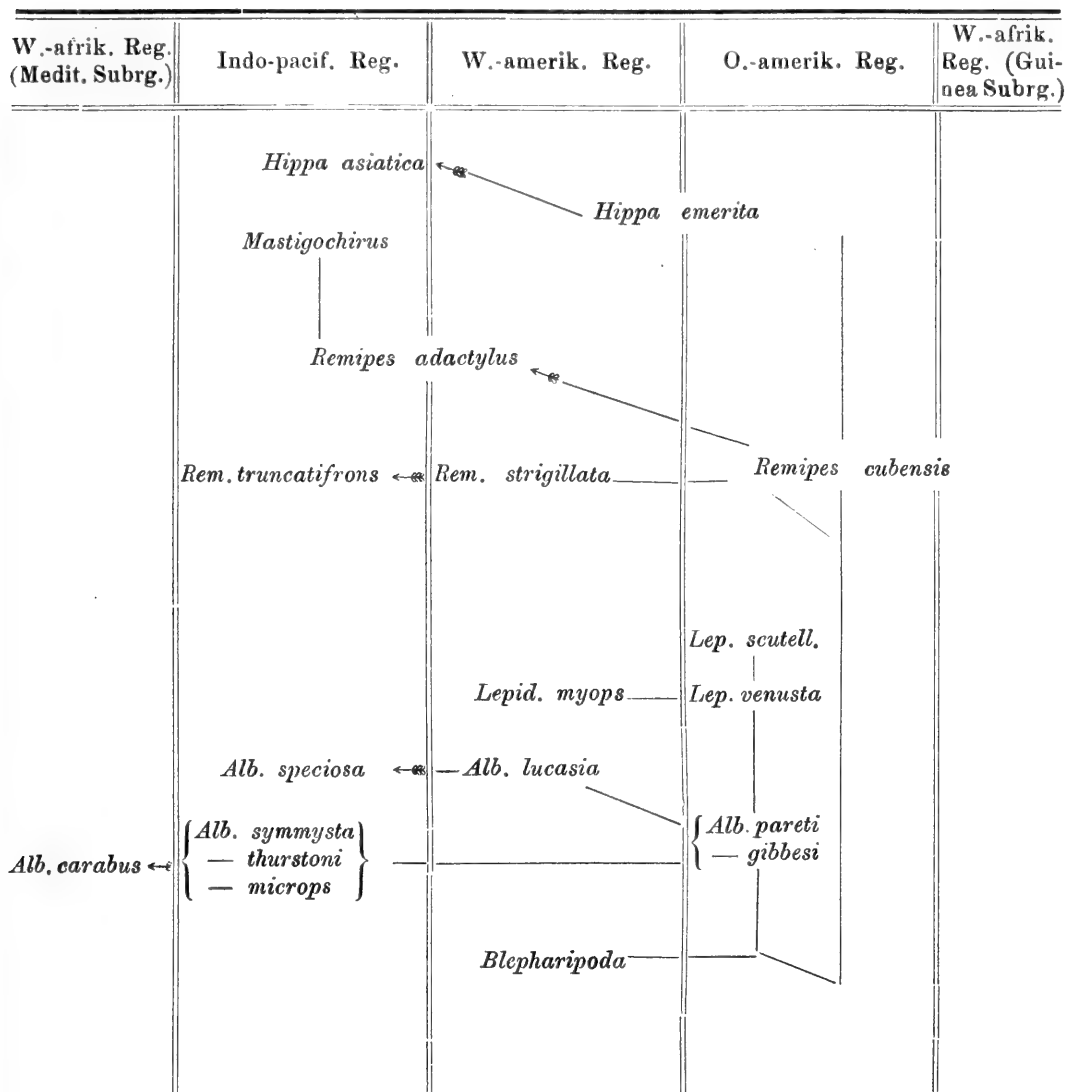 W.-afrik. Reg. (Medit. Subrg.)
Indo-pacif. Reg.
W.-amerik. Reg.
O.-amerik. Reg.
W.-afrik. Reg. (Gui-
nea Subrg.)
Hippa asiatica
Hippa emerita
Mastigochirus
Remipes adactylus
Rem. truncatifrons
Rem. strigillata
Remipes cubensis
Lep. scutell.
Lepid. myops
Lep. venusta
Alb. speciosa
Alb. lucasia
Alb. carabus
Alb. symmysta
— thurstoni
— microps
Alb. pareti
— gibbesi
Blepharipoda